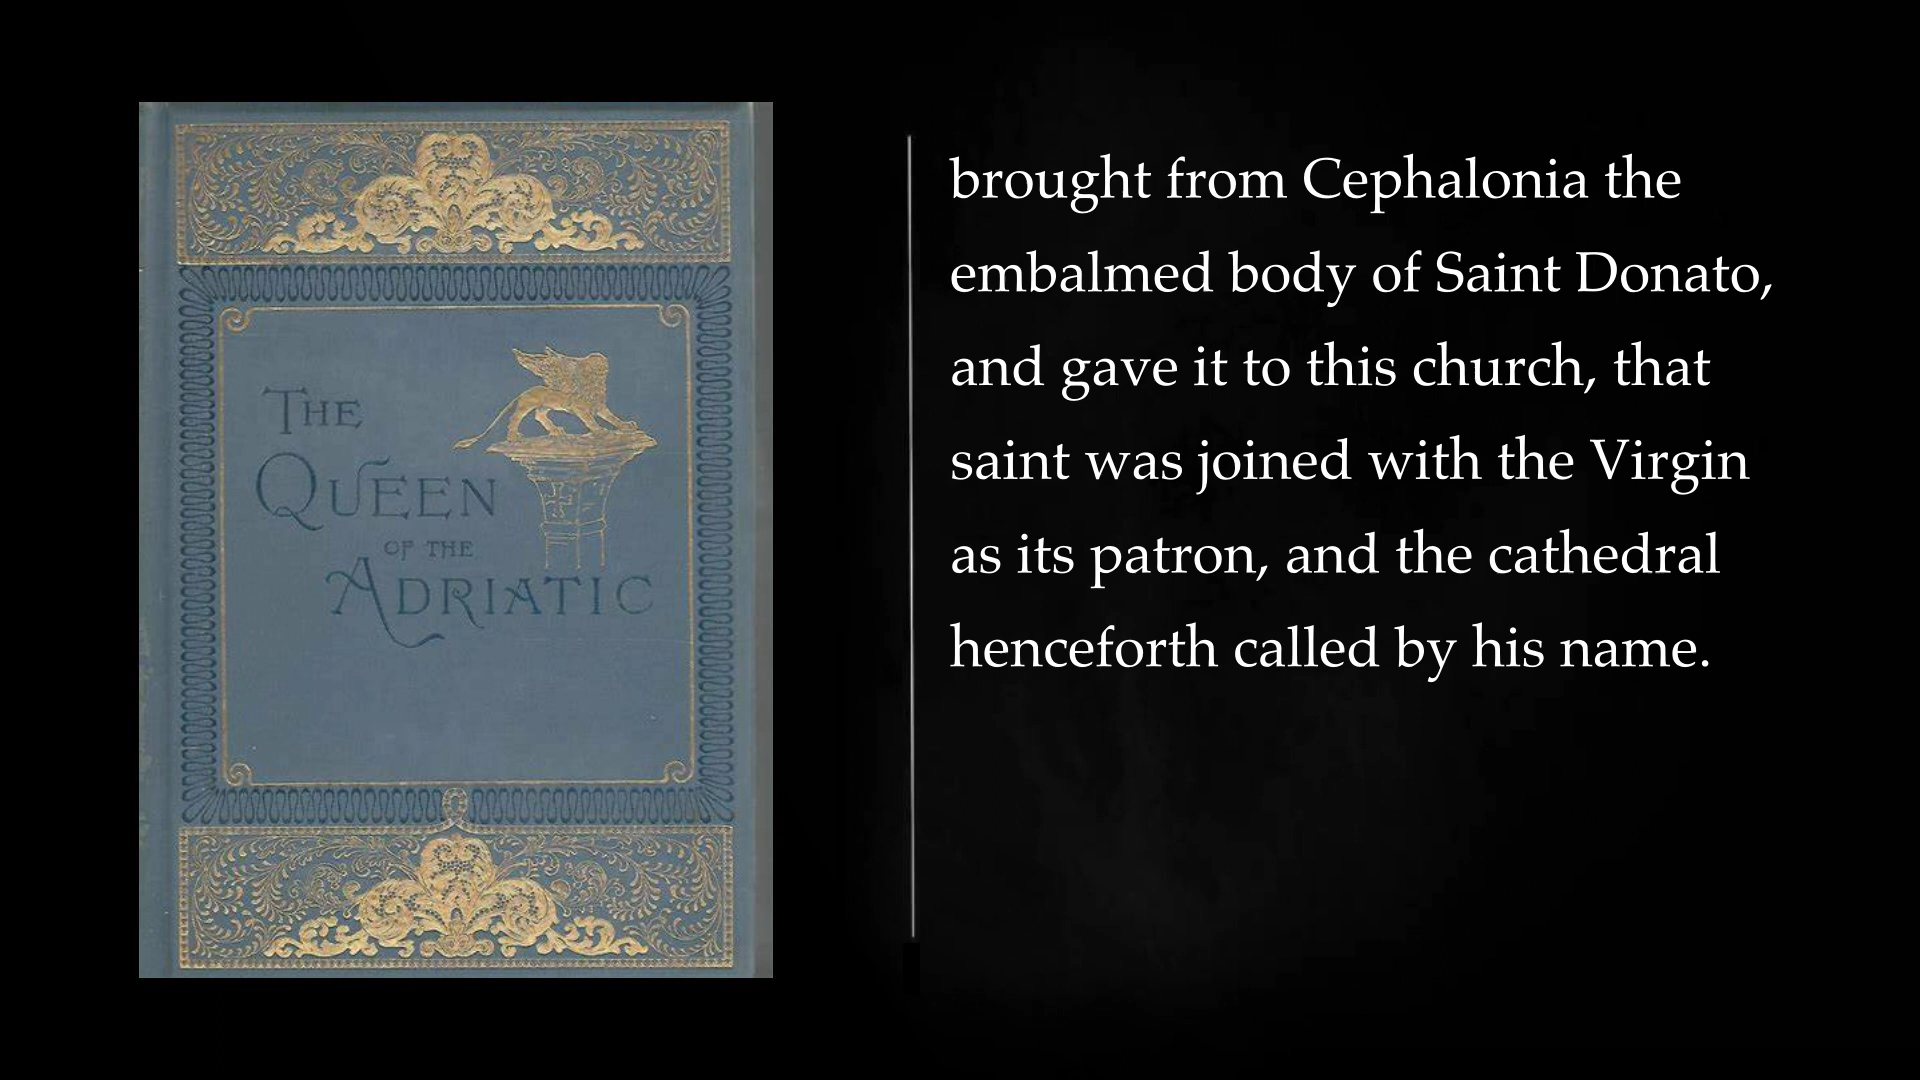 The
Queen
of the
Adriatic
brought from Cephalonia the
embalmed body of Saint Donato,
and gave it to this church, that
saint was joined with the Virgin
as its patron, and the cathedral
henceforth called by his name.